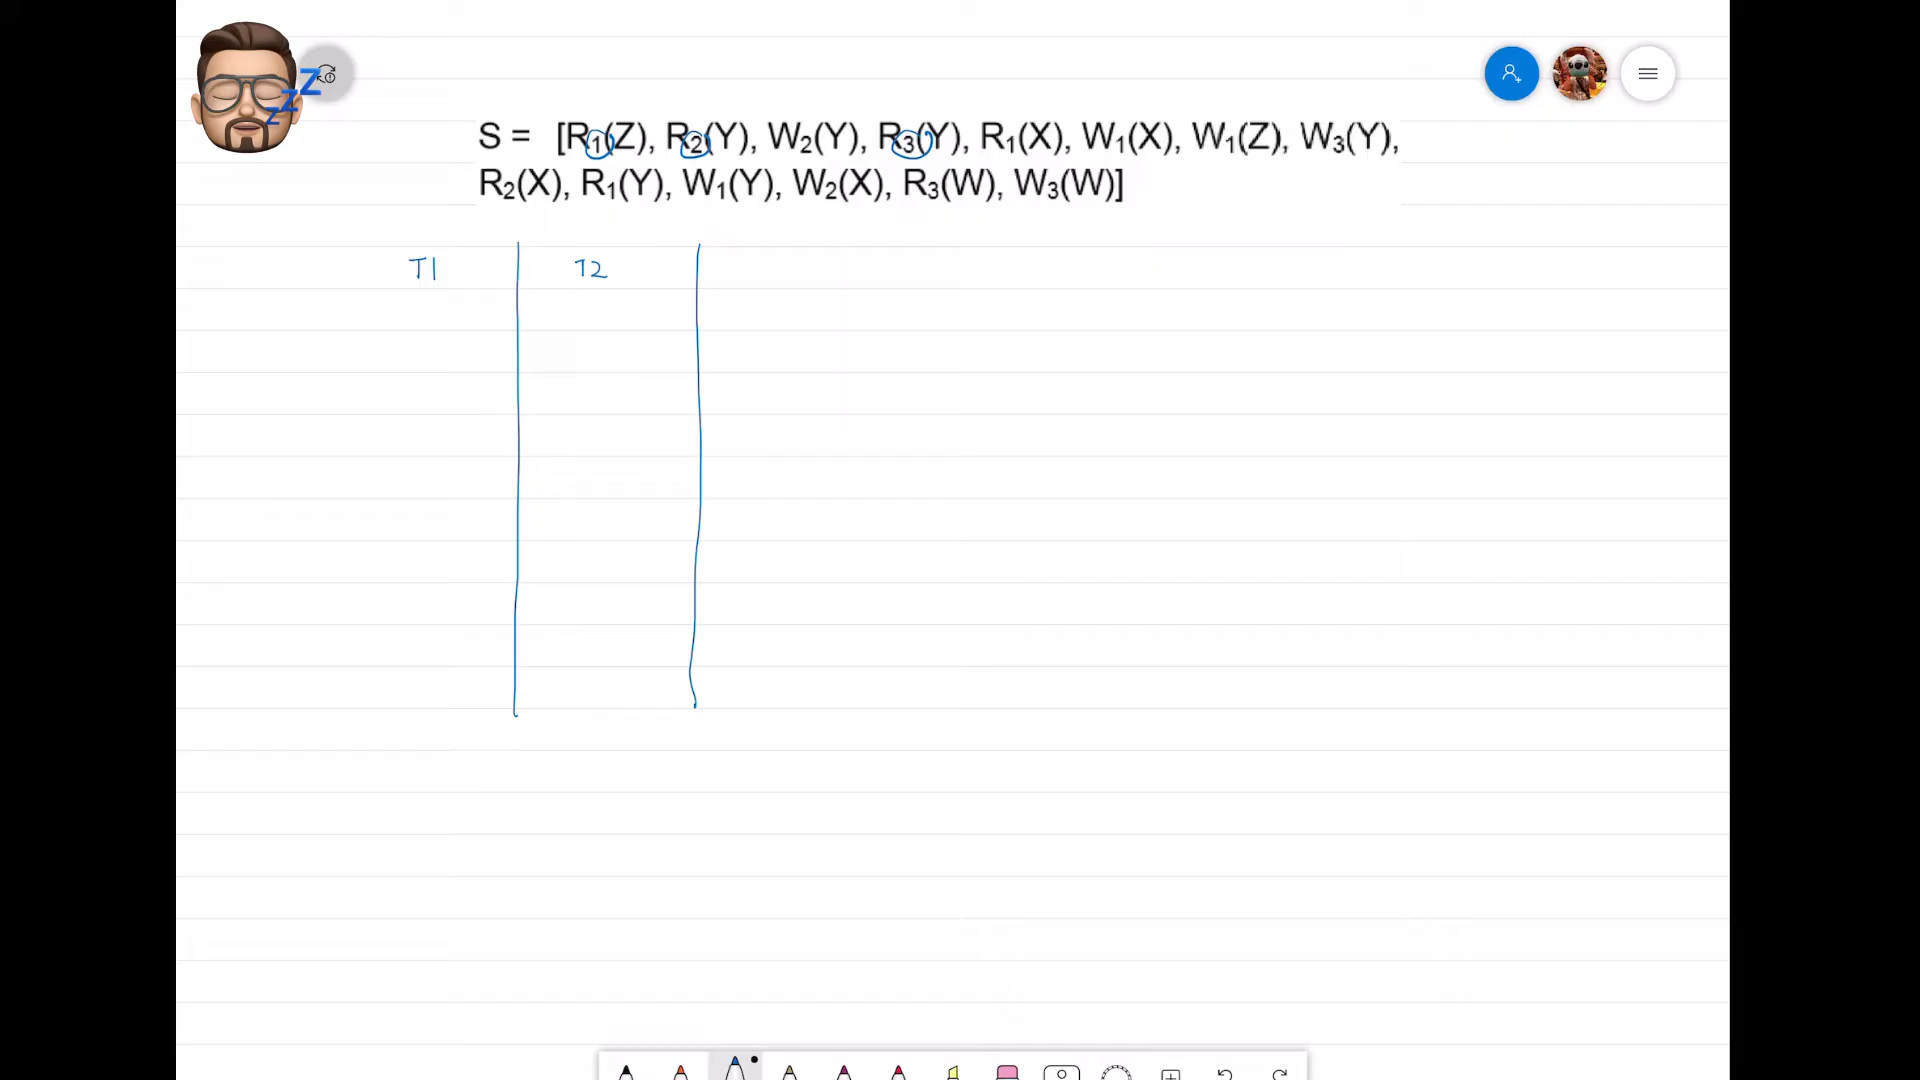 S = [R₁(Z), R₂(Y), W₂(Y), R₃(Y), R₁(X), W₁(X), W₁(Z), W₃(Y),
R₂(X), R₁(Y), W₁(Y), W₂(X), R₃(W), W₃(W)]
T1 T2
z z Z